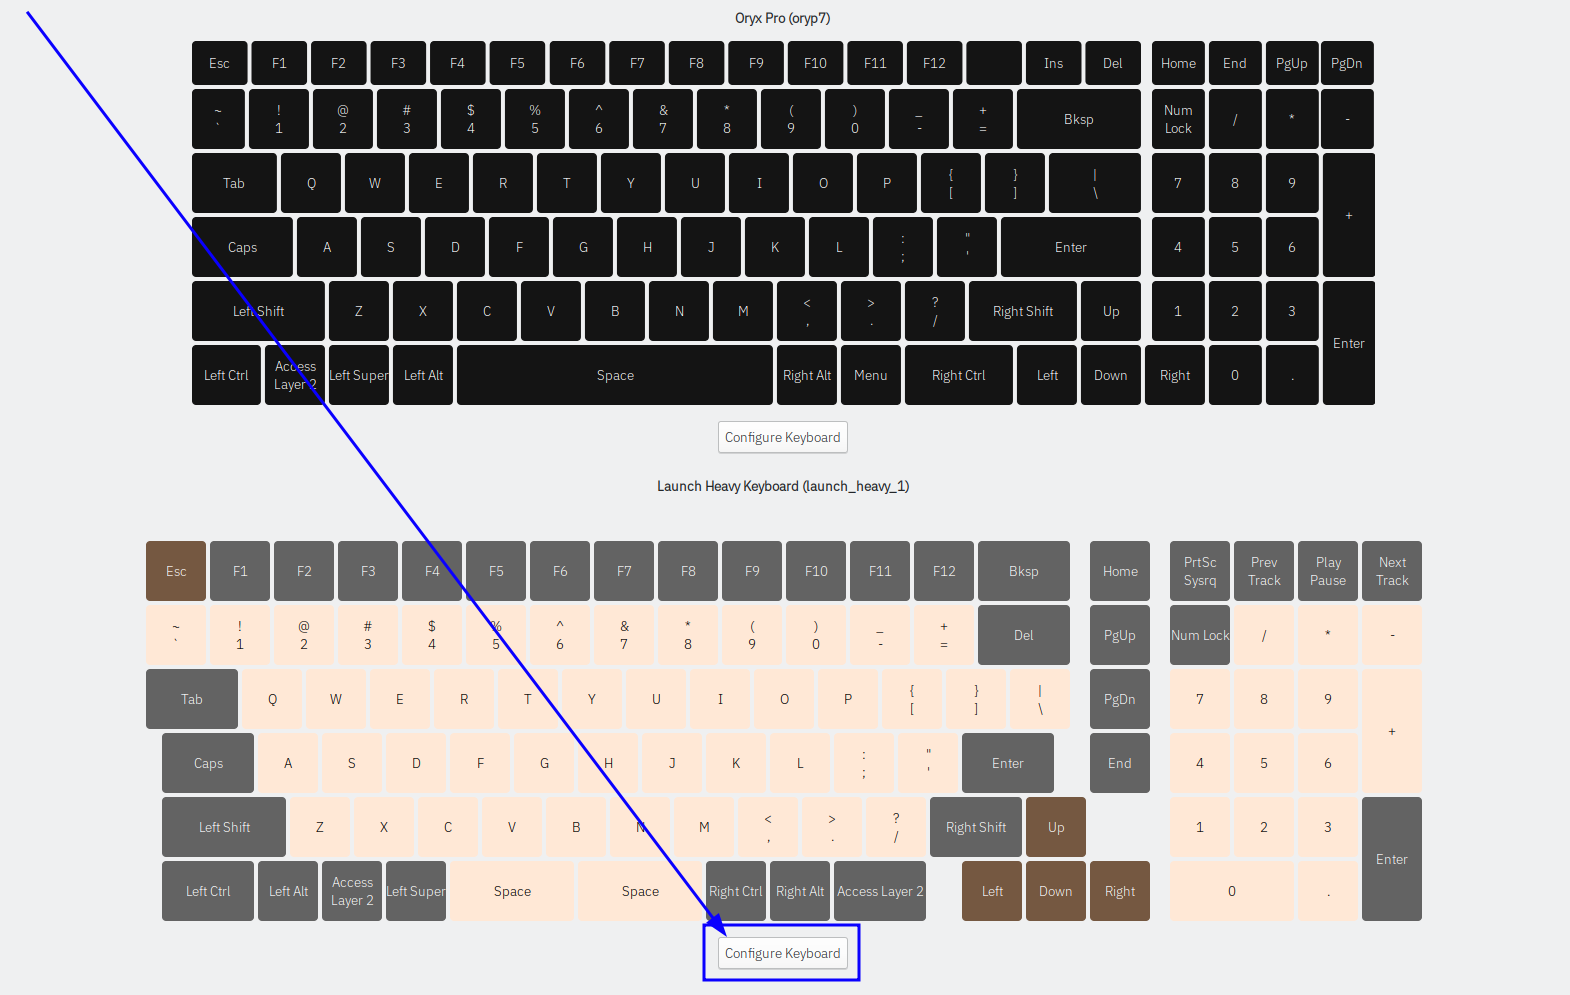 Oryx Pro (oryp7)
Esc F1 F2 F3 F4 F5 F6 F7 F8 F9 F10 F11 F12 Ins Del Home End PgUp PgDn
~ ! @ # $ % ^ & * ( ) _ + Bksp Num Lock / * -
` 1 2 3 4 5 6 7 8 9 0 - =
Tab Q W E R T Y U I O P { } | 7 8 9 +
[ ] \
Caps A S D F G H J K L : " Enter 4 5 6
; '
Left Shift Z X C V B N M < > ? Right Shift Up 1 2 3 Enter
, . /
Left Ctrl Access Layer 2 Left Super Left Alt Space Right Alt Menu Right Ctrl Left Down Right 0 .
Configure Keyboard
Launch Heavy Keyboard (launch_heavy_1)
Esc F1 F2 F3 F4 F5 F6 F7 F8 F9 F10 F11 F12 Bksp Home PrtSc Sysrq Prev Track Play Pause Next Track
~ ! @ # $ % ^ & * ( ) _ + Del PgUp Num Lock / * -
` 1 2 3 4 5 6 7 8 9 0 - =
Tab Q W E R T Y U I O P { } | PgDn 7 8 9 +
[ ] \
Caps A S D F G H J K L : " Enter End 4 5 6
; '
Left Shift Z X C V B N M < > ? Right Shift Up 1 2 3 Enter
, . /
Left Ctrl Left Alt Access Layer 2 Left Super Space Space Right Ctrl Right Alt Access Layer 2 Left Down Right 0 .
Configure Keyboard